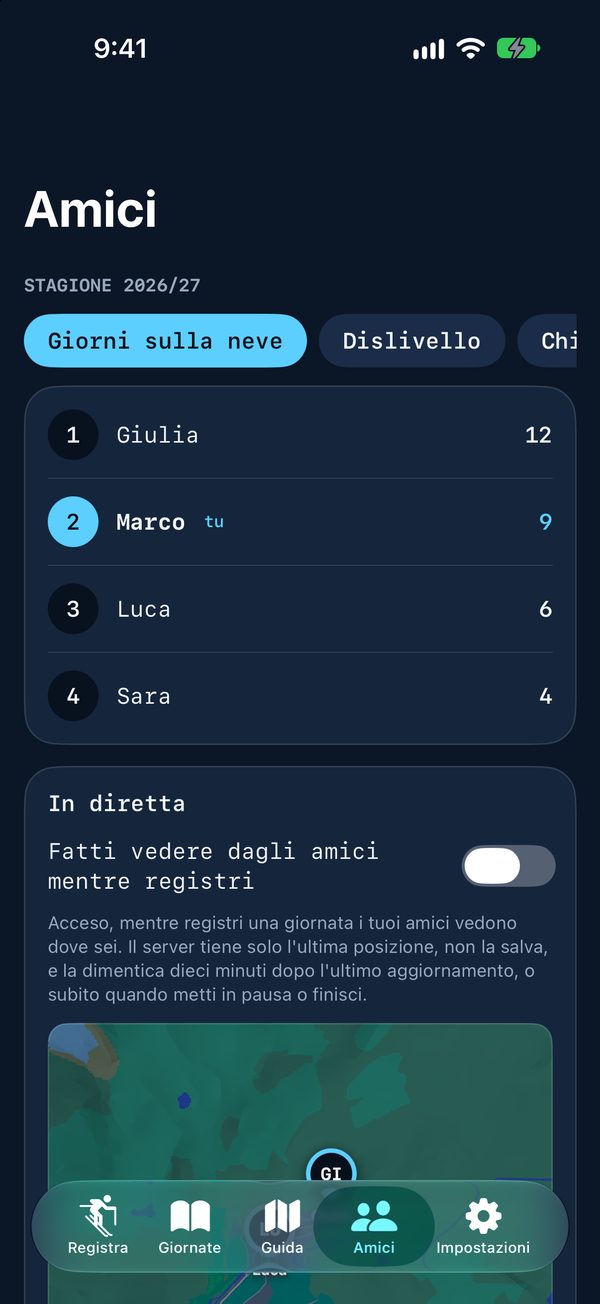 9:41
Amici
STAGIONE 2026/27
Giorni sulla neve
Dislivello
Chi
1 Giulia 12
2 Marco tu 9
3 Luca 6
4 Sara 4
In diretta
Fatti vedere dagli amici
mentre registri
Acceso, mentre registri una giornata i tuoi amici vedono
dove sei. Il server tiene solo l'ultima posizione, non la salva,
e la dimentica dieci minuti dopo l'ultimo aggiornamento, o
subito quando metti in pausa o finisci.
GI
Registra
Giornate
Guida
Amici
Impostazioni
Luca